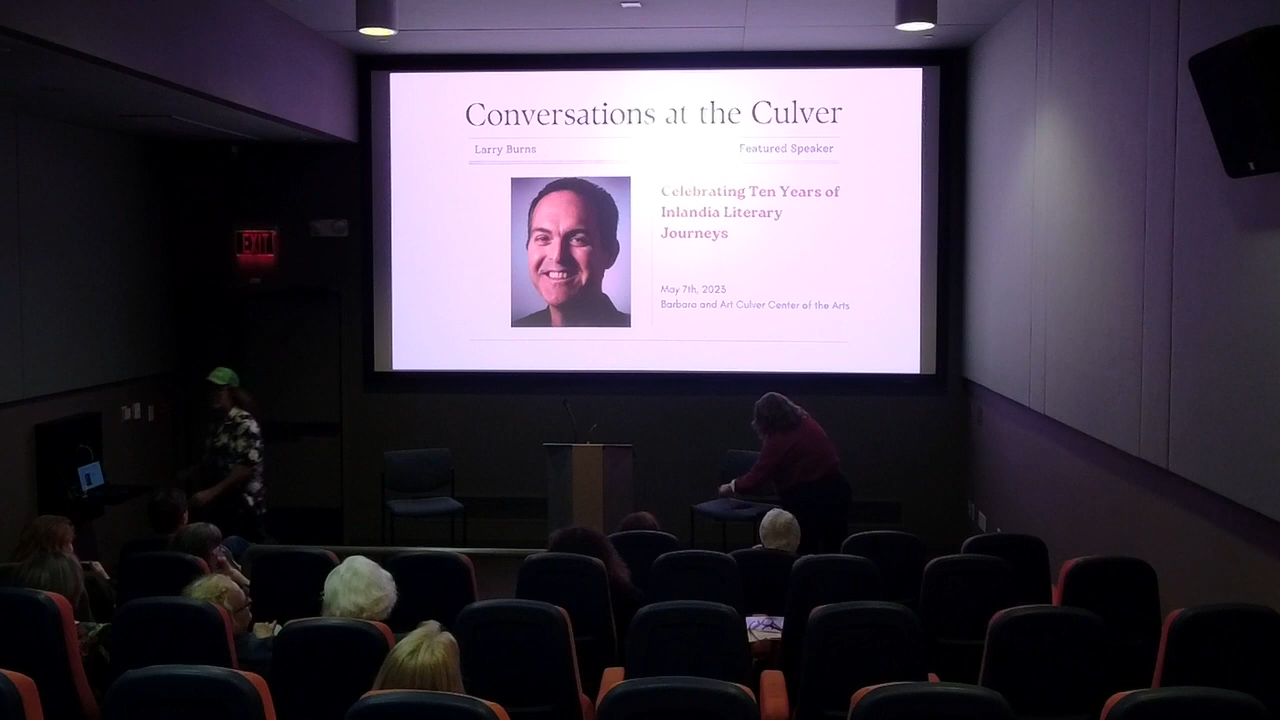 Conversations at the Culver
Larry Burns
Featured Speaker
Celebrating Ten Years of
Inlandia Literary
Journeys
May 7th, 2023
Barbara and Art Culver Center of the Arts
EXIT